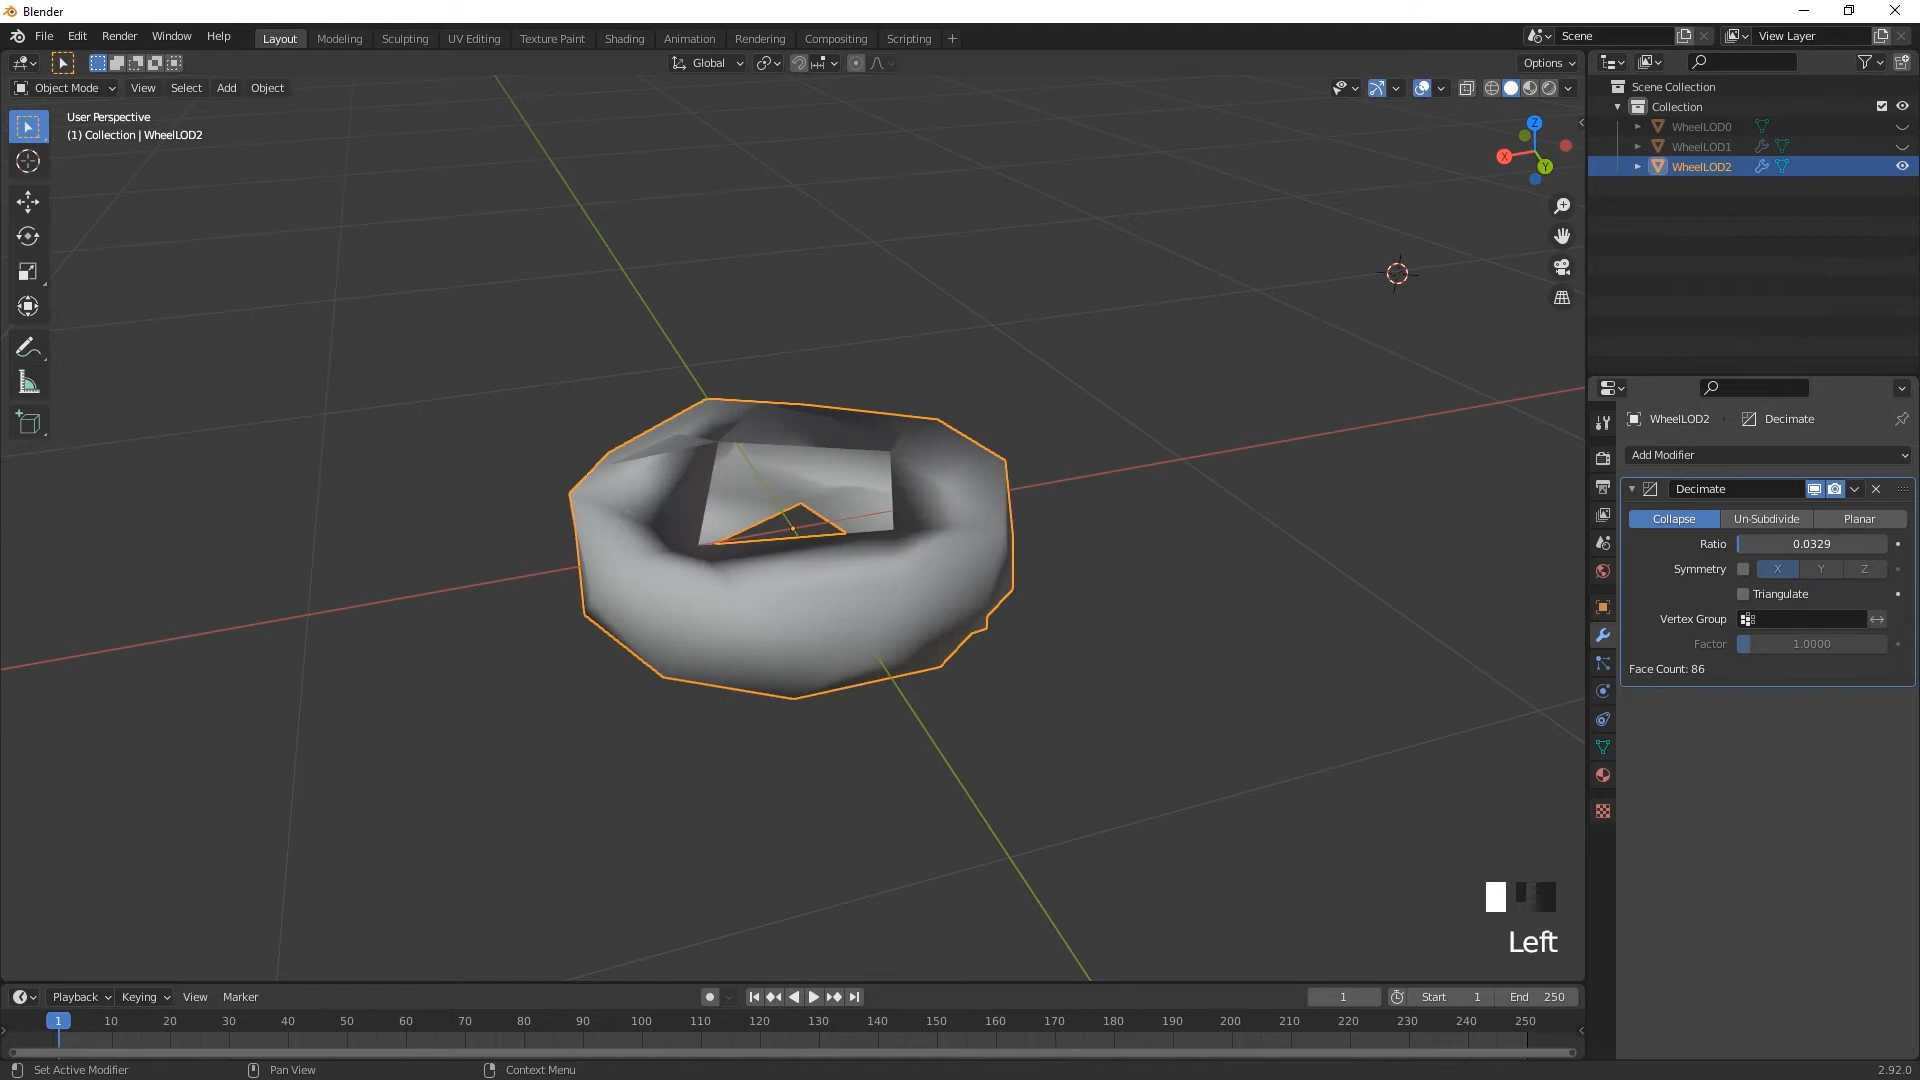 Blender
File Edit Render Window Help
Layout Modeling Sculpting UV Editing Texture Paint Shading Animation Rendering Compositing Scripting +
Scene
View Layer
Global
Options
Object Mode View Select Add Object
User Perspective
(1) Collection | WheelLOD2
Z
X
Y
Scene Collection
Collection
WheelLOD0
WheelLOD1
WheelLOD2
WheelLOD2 Decimate
Add Modifier
Decimate
Collapse Un-Subdivide Planar
Ratio 0.0329
Symmetry X Y Z
Triangulate
Vertex Group
Factor 1.0000
Face Count: 86
Left
Playback Keying View Marker
1 Start 1 End 250
1 10 20 30 40 50 60 70 80 90 100 110 120 130 140 150 160 170 180 190 200 210 220 230 240 250
Set Active Modifier Pan View Context Menu 2.92.0